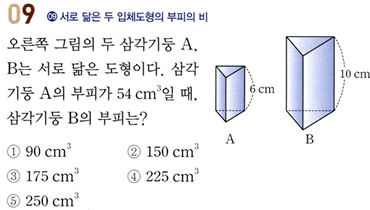 09 09 서로 닮은 두 입체도형의 부피의 비
오른쪽 그림의 두 삼각기둥 A,
B는 서로 닮은 도형이다. 삼각
기둥 A의 부피가 54 cm³일 때,
삼각기둥 B의 부피는?
6 cm
10 cm
A
B
① 90 cm³ ② 150 cm³
③ 175 cm³ ④ 225 cm³
⑤ 250 cm³